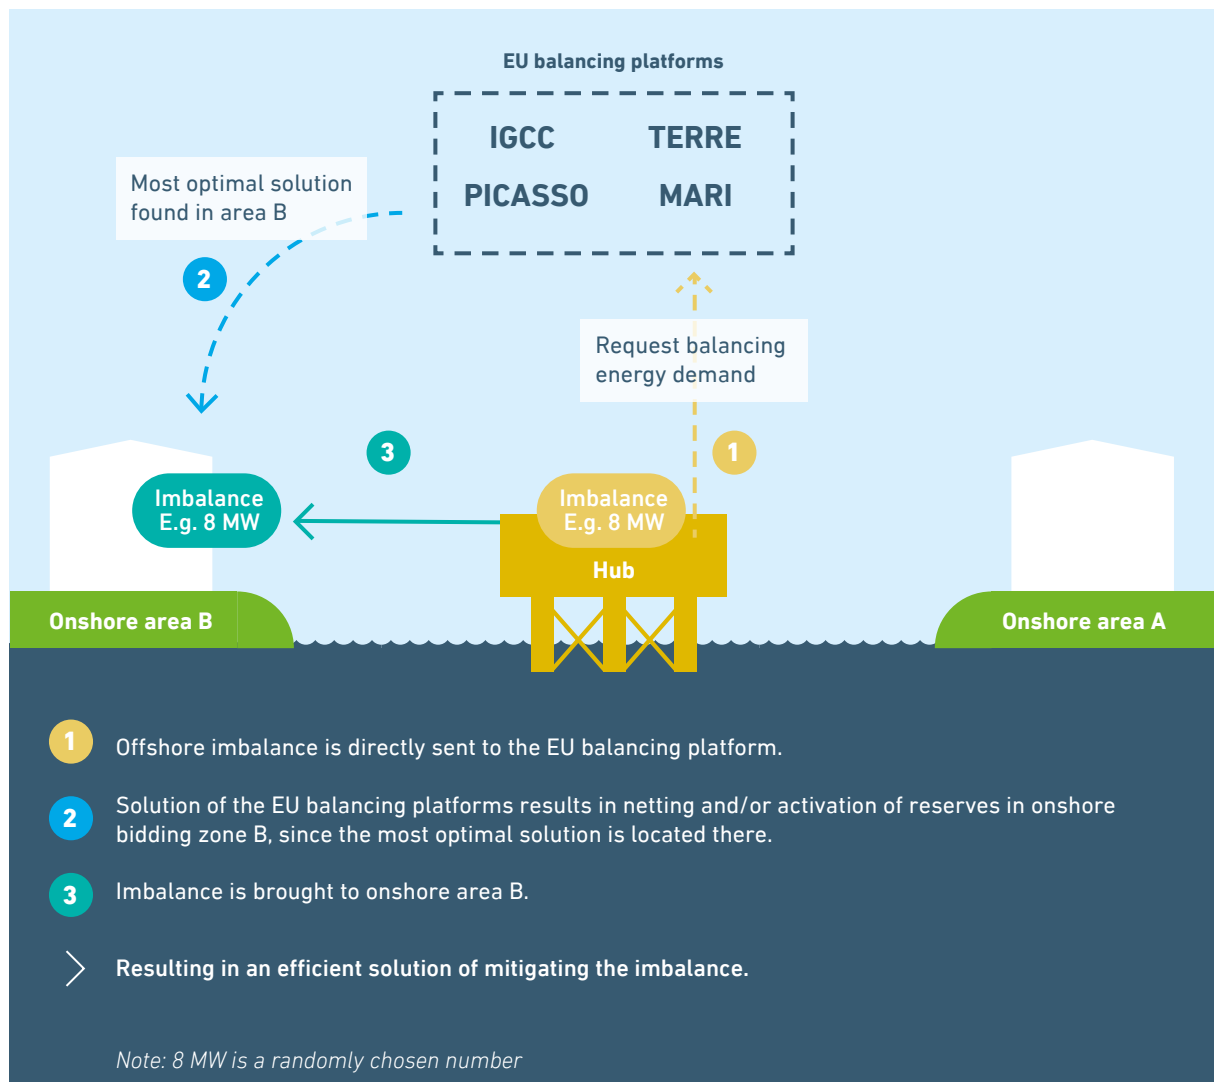 EU balancing platforms
IGCC TERRE
PICASSO MARI
Most optimal solution
found in area B
2
Request balancing
energy demand
3
1
Imbalance
E.g. 8 MW
Imbalance
E.g. 8 MW
Hub
Onshore area B
Onshore area A
1 Offshore imbalance is directly sent to the EU balancing platform.
2 Solution of the EU balancing platforms results in netting and/or activation of reserves in onshore
bidding zone B, since the most optimal solution is located there.
3 Imbalance is brought to onshore area B.
Resulting in an efficient solution of mitigating the imbalance.
Note: 8 MW is a randomly chosen number